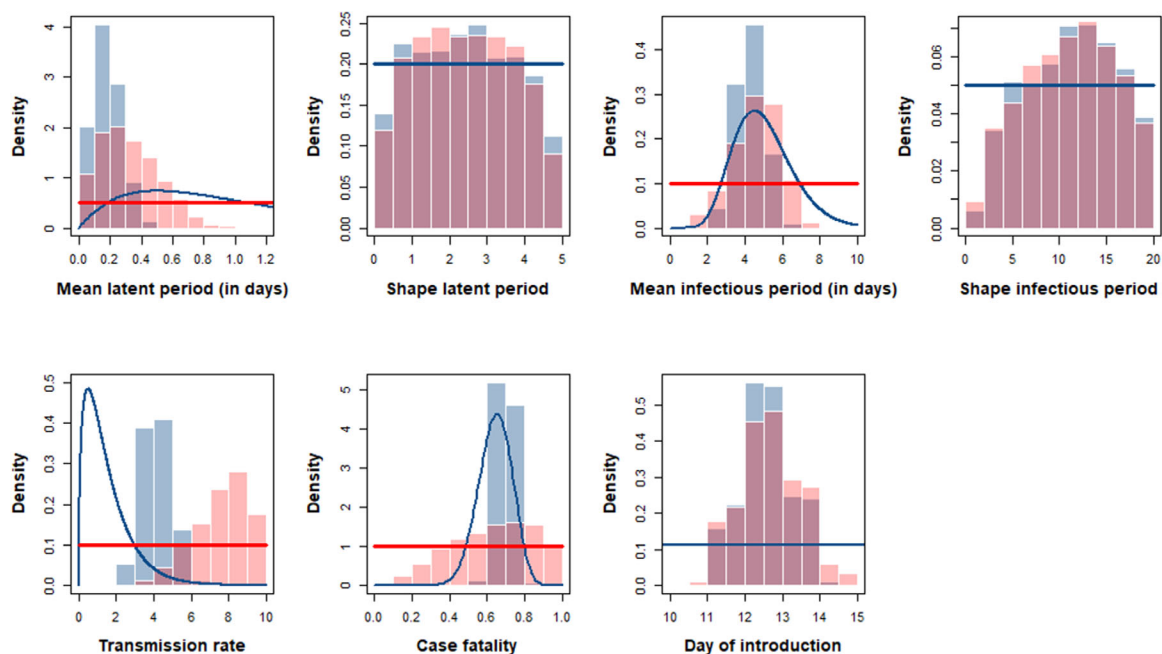 Density
0 1 2 3 4
0.0 0.2 0.4 0.6 0.8 1.0 1.2
Mean latent period (in days)
Density
0.00 0.05 0.10 0.15 0.20 0.25
0 1 2 3 4 5
Shape latent period
Density
0.0 0.1 0.2 0.3 0.4
0 2 4 6 8 10
Mean infectious period (in days)
Density
0.00 0.02 0.04 0.06
0 5 10 15 20
Shape infectious period
Density
0.0 0.1 0.2 0.3 0.4 0.5
0 2 4 6 8 10
Transmission rate
Density
0 1 2 3 4 5
0.0 0.2 0.4 0.6 0.8 1.0
Case fatality
Density
0.0 0.1 0.2 0.3 0.4 0.5
10 11 12 13 14 15
Day of introduction